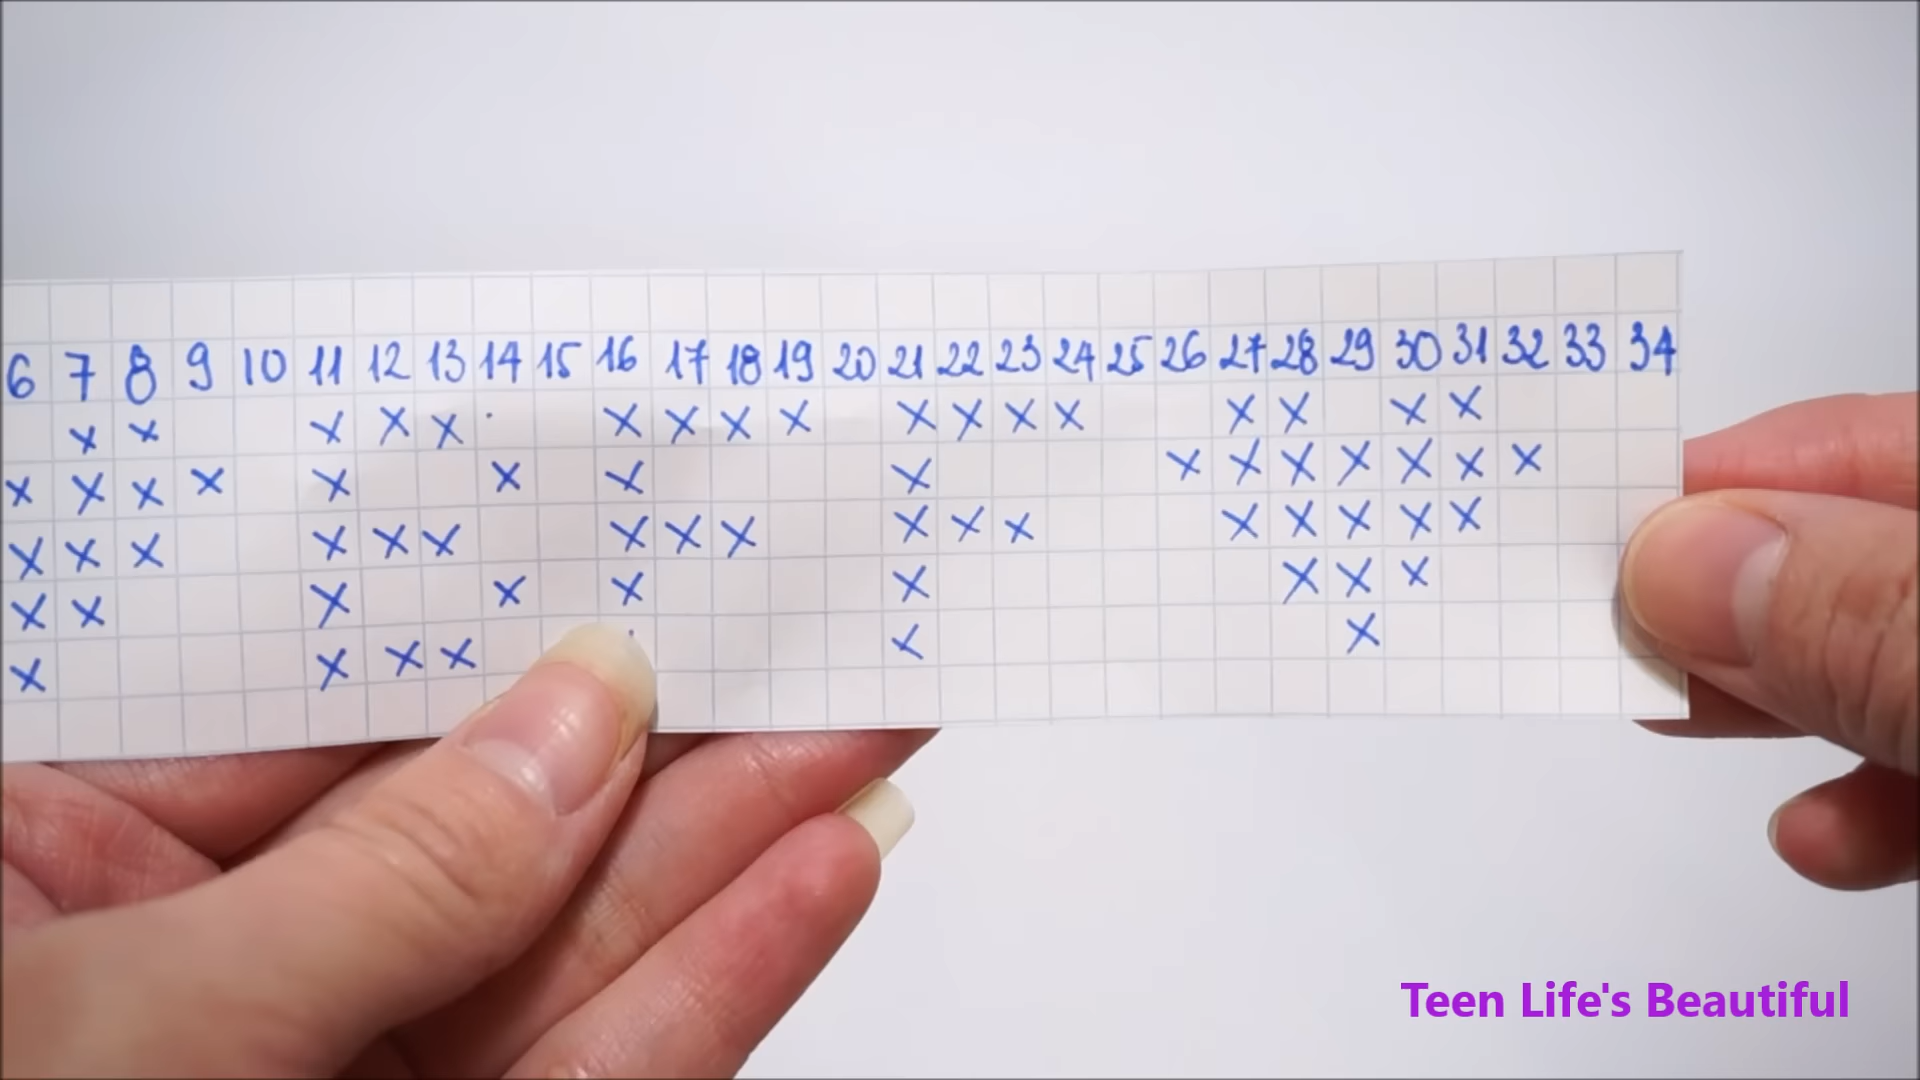 6 7 8 9 10 11 12 13 14 15 16 17 18 19 20 21 22 23 24 25 26 27 28 29 30 31 32 33 34
x x x x x x x x x x x x x x x x x
x x x x x x x x x x x x x x x
x x x x x x x x x x x x x x x x x
x x x x x x x x x
x x x x x x
Teen Life's Beautiful